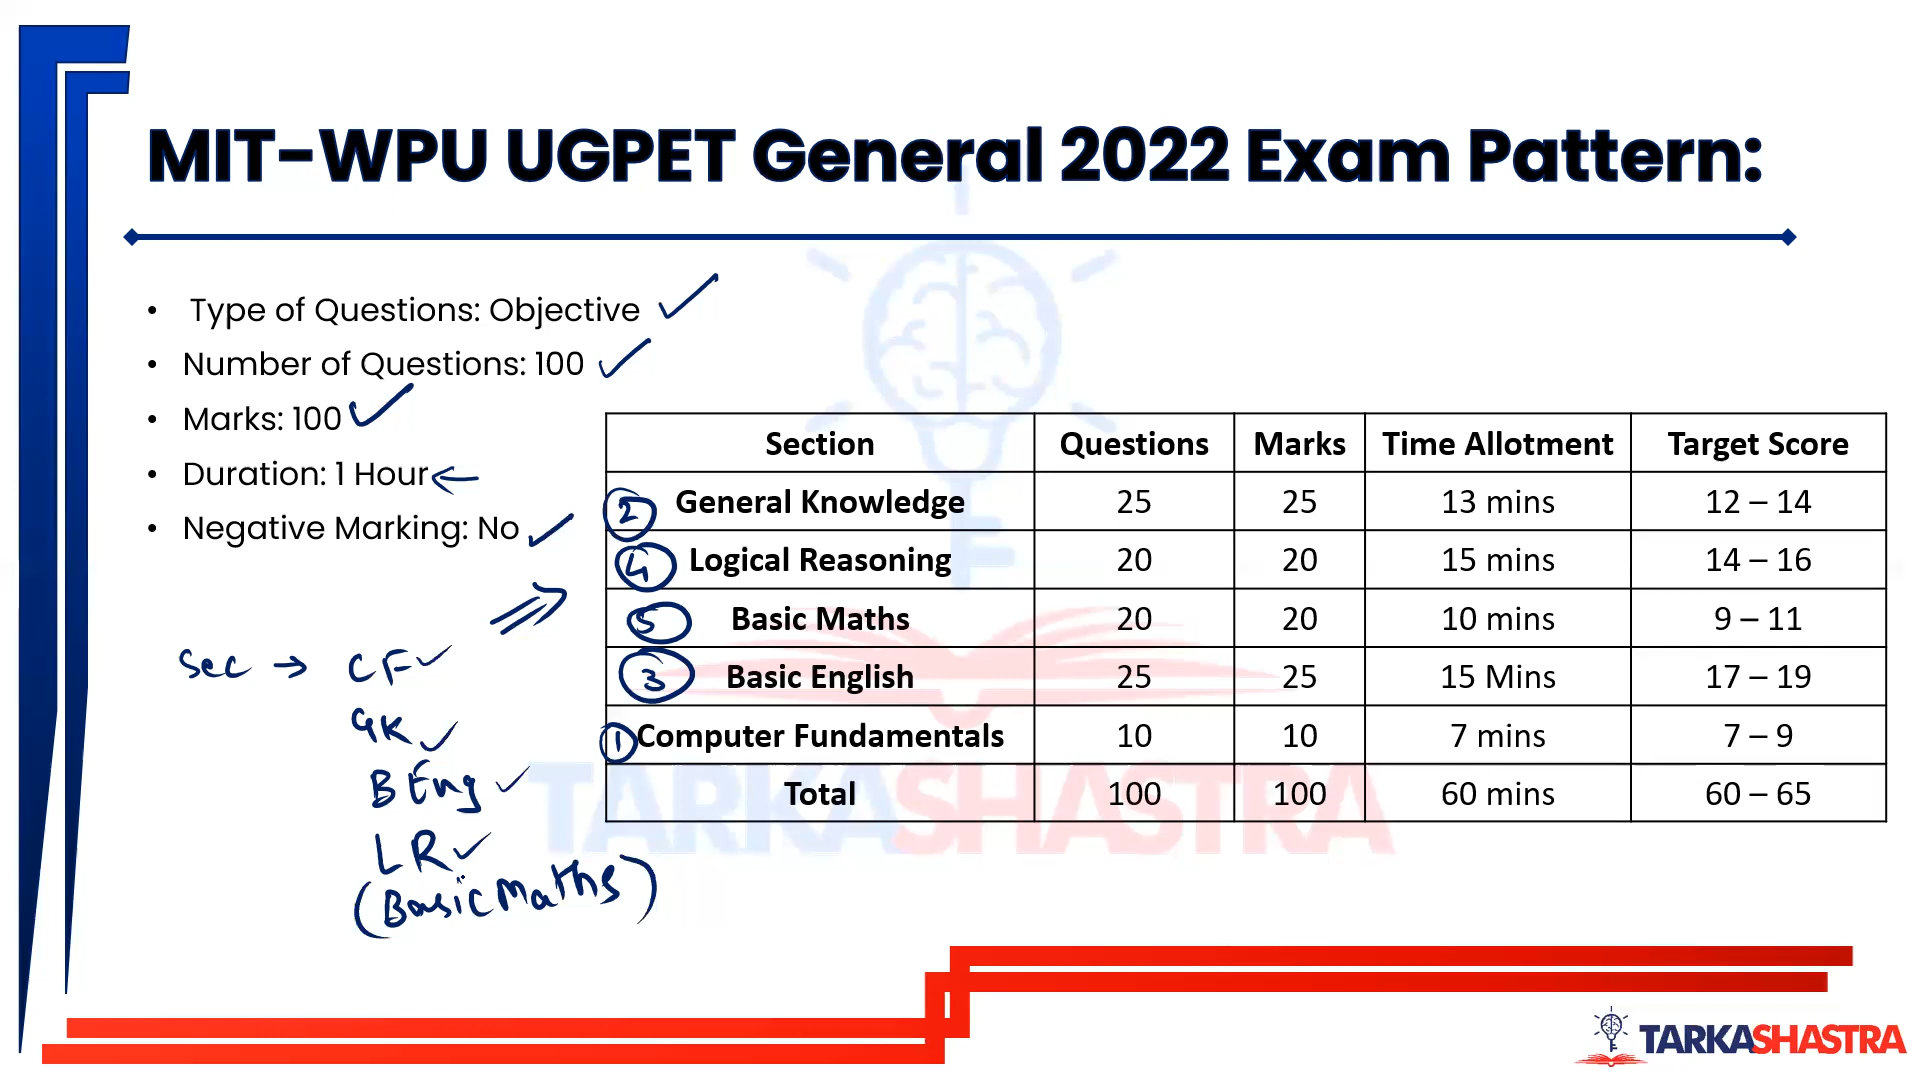 MIT-WPU UGPET General 2022 Exam Pattern:
• Type of Questions: Objective
• Number of Questions: 100
• Marks: 100
• Duration: 1 Hour
• Negative Marking: No
Section Questions Marks Time Allotment Target Score
2 General Knowledge 25 25 13 mins 12 – 14
4 Logical Reasoning 20 20 15 mins 14 – 16
5 Basic Maths 20 20 10 mins 9 – 11
3 Basic English 25 25 15 Mins 17 – 19
1 Computer Fundamentals 10 10 7 mins 7 – 9
Total 100 100 60 mins 60 – 65
Sec → CF
GK
B Eng
LR
(Basic Maths)
TARKASHASTRA
TARKASHASTRA